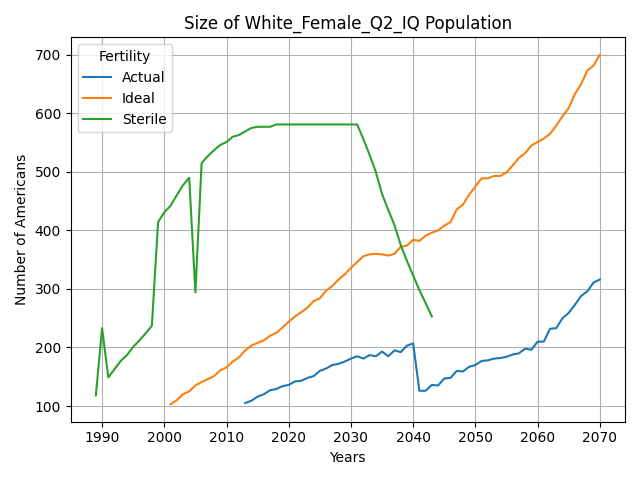 Size of White_Female_Q2_IQ Population
Fertility
Actual
Ideal
Sterile
Number of Americans
700
600
500
400
300
200
100
1990 2000 2010 2020 2030 2040 2050 2060 2070
Years